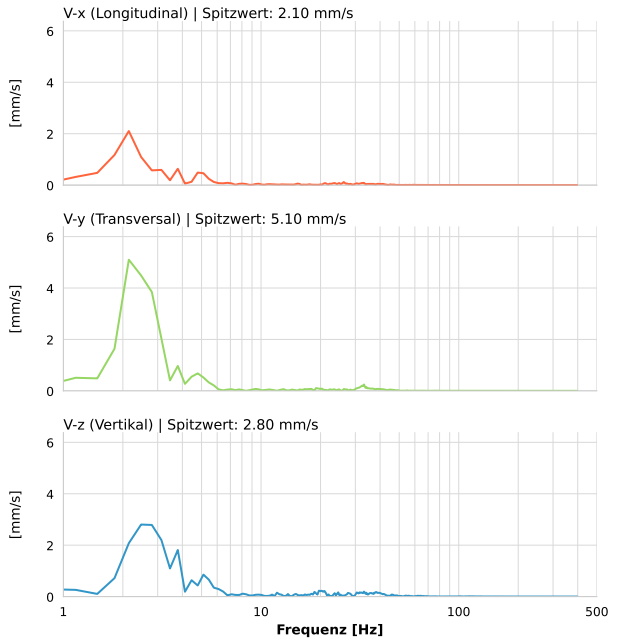 V-x (Longitudinal) | Spitzwert: 2.10 mm/s
6
4
2
0
[mm/s]
V-y (Transversal) | Spitzwert: 5.10 mm/s
6
4
2
0
[mm/s]
V-z (Vertikal) | Spitzwert: 2.80 mm/s
6
4
2
0
[mm/s]
1 10 100 500
Frequenz [Hz]